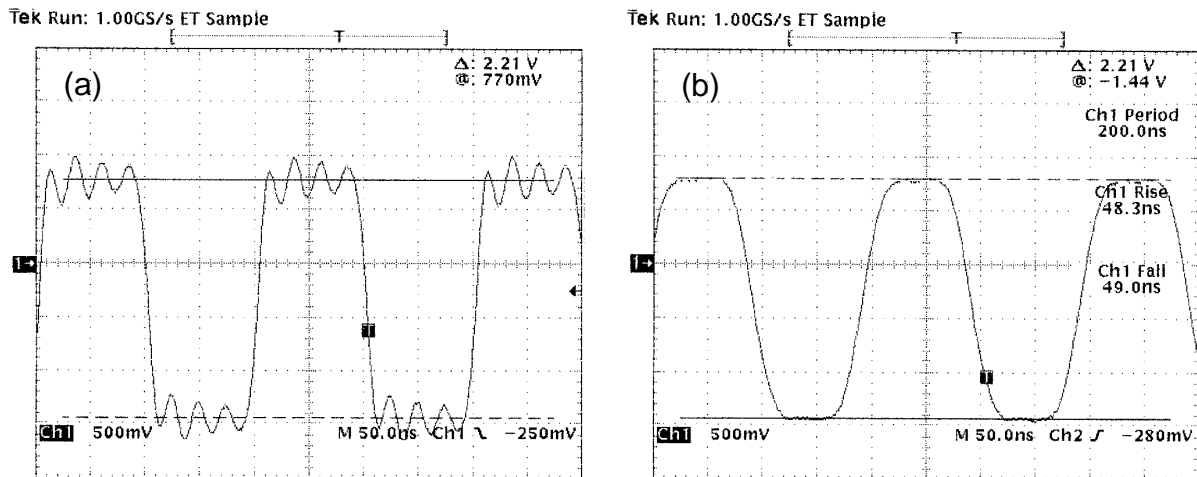 Tek Run: 1.00GS/s ET Sample
[ T ]
(a)
Δ: 2.21 V
@: 770mV
1→
T
Ch1 500mV M 50.0ns Ch1 ⤵ −250mV
Tek Run: 1.00GS/s ET Sample
[ T ]
(b)
Δ: 2.21 V
@: −1.44 V
Ch1 Period
200.0ns
Ch1 Rise
48.3ns
Ch1 Fall
49.0ns
1→
T
Ch1 500mV M 50.0ns Ch2 ƒ −280mV